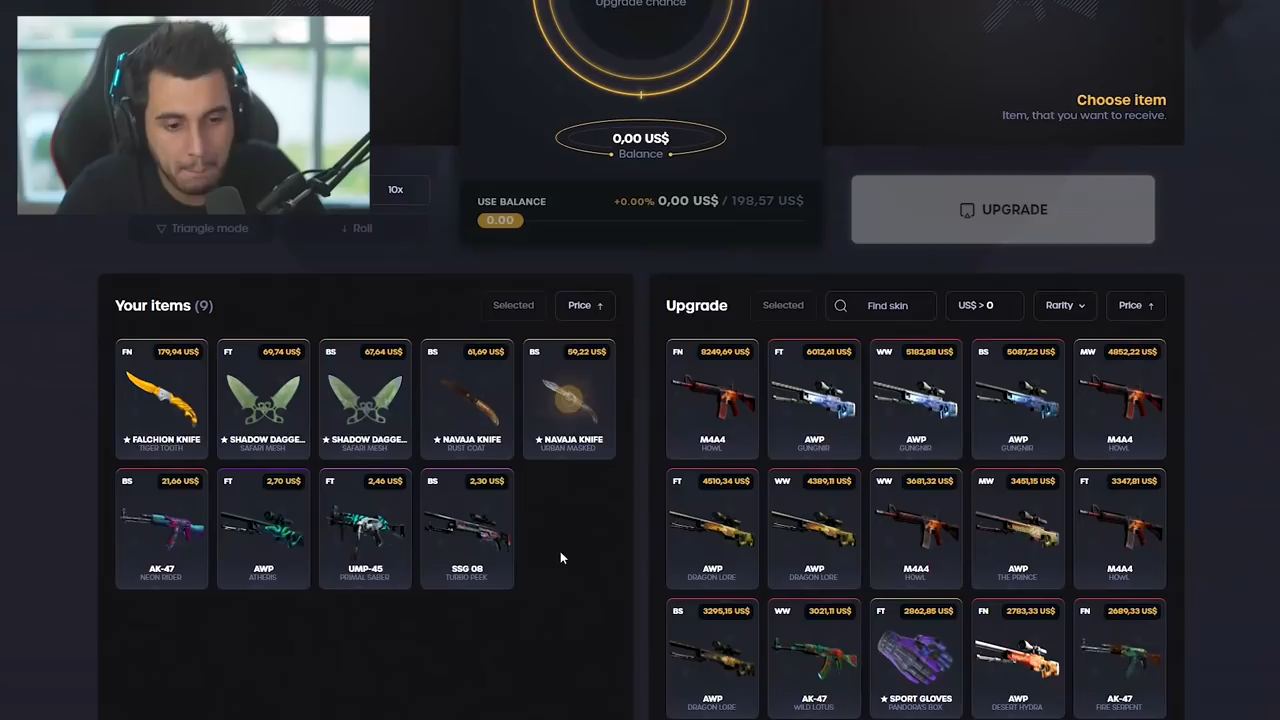 Upgrade chance
Choose item
Item, that you want to receive.
0,00 US$
Balance
10x
USE BALANCE
+0.00% 0,00 US$ / 198,57 US$
0.00
UPGRADE
Triangle mode
Roll
Your items (9)
Selected
Price
Upgrade
Selected
Find skin
US$ > 0
Rarity
Price
FN 179,94 US$
FT 69,74 US$
BS 67,64 US$
BS 61,69 US$
BS 59,22 US$
★ FALCHION KNIFE
TIGER TOOTH
★ SHADOW DAGGE...
SAFARI MESH
★ SHADOW DAGGE...
SAFARI MESH
★ NAVAJA KNIFE
RUST COAT
★ NAVAJA KNIFE
URBAN MASKED
BS 21,66 US$
FT 2,70 US$
FT 2,46 US$
BS 2,30 US$
AK-47
NEON RIDER
AWP
ATHERIS
UMP-45
PRIMAL SABER
SSG 08
TURBO PEEK
FN 8249,69 US$
FT 6012,61 US$
WW 5182,88 US$
BS 5087,22 US$
MW 4852,22 US$
M4A4
HOWL
AWP
GUNGNIR
AWP
GUNGNIR
AWP
GUNGNIR
M4A4
HOWL
FT 4510,34 US$
WW 4389,11 US$
WW 3681,32 US$
MW 3451,15 US$
FT 3347,81 US$
AWP
DRAGON LORE
AWP
DRAGON LORE
M4A4
HOWL
AWP
THE PRINCE
M4A4
HOWL
BS 3295,15 US$
WW 3021,11 US$
FT 2862,85 US$
FN 2783,33 US$
FN 2689,33 US$
AWP
DRAGON LORE
AK-47
WILD LOTUS
★ SPORT GLOVES
PANDORA'S BOX
AWP
DESERT HYDRA
AK-47
FIRE SERPENT